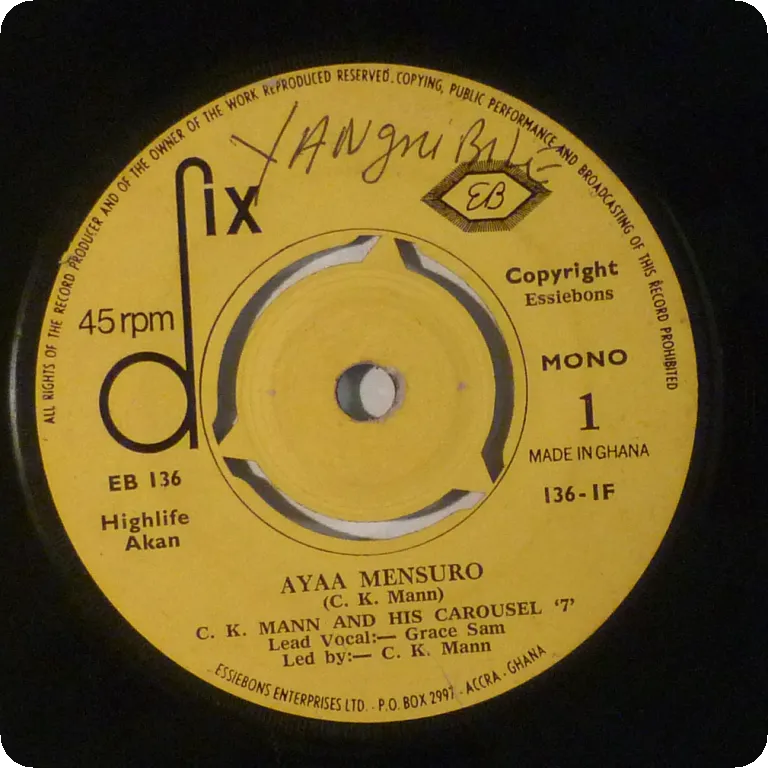 ALL RIGHTS OF THE RECORD PRODUCER AND OF THE OWNER OF THE WORK REPRODUCED RESERVED. COPYING, PUBLIC PERFORMANCE AND BROADCASTING OF THIS RECORD PROHIBITED
dfix
EB
45 rpm
Copyright
Essiebons
MONO
1
MADE IN GHANA
136-1F
EB 136
Highlife
Akan
AYAA MENSURO
(C. K. Mann)
C. K. MANN AND HIS CAROUSEL ‘7’
Lead Vocal:— Grace Sam
Led by:— C. K. Mann
ESSIEBONS ENTERPRISES LTD. · P.O. BOX 2997 · ACCRA · GHANA